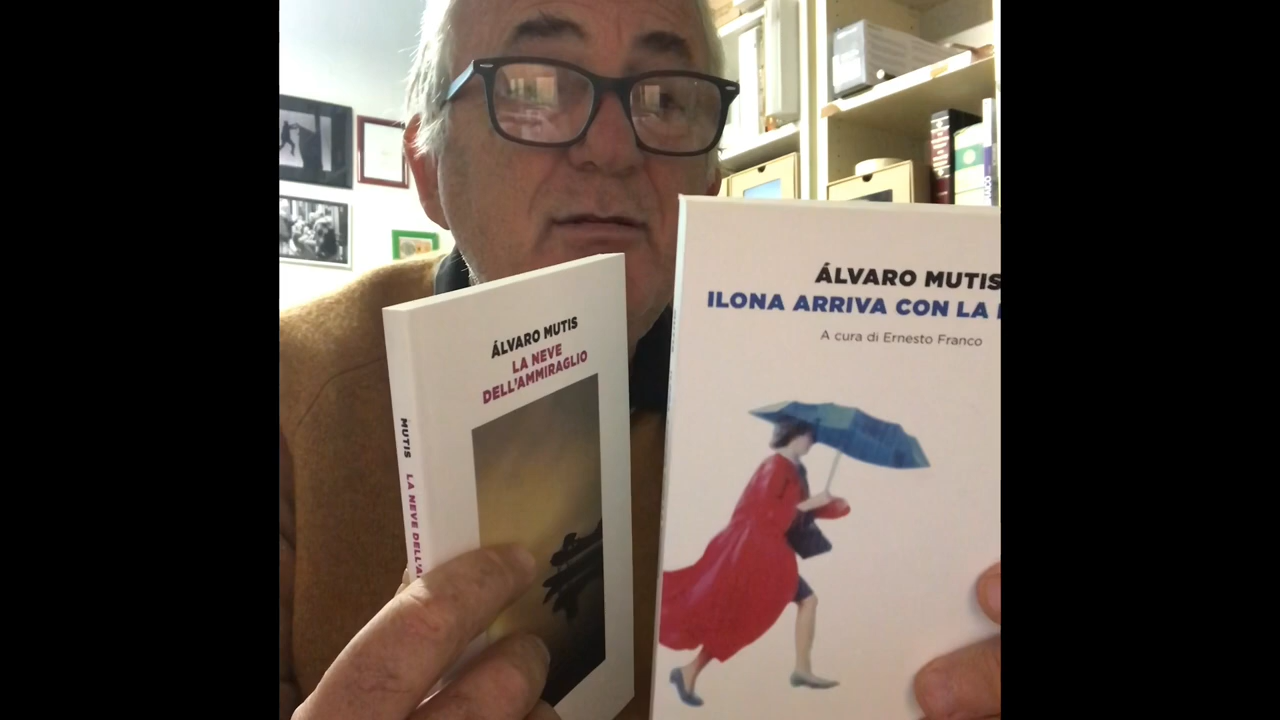 ÁLVARO MUTIS
LA NEVE
DELL'AMMIRAGLIO
MUTIS LA NEVE DELL'A
ÁLVARO MUTIS
ILONA ARRIVA CON LA
A cura di Ernesto Franco